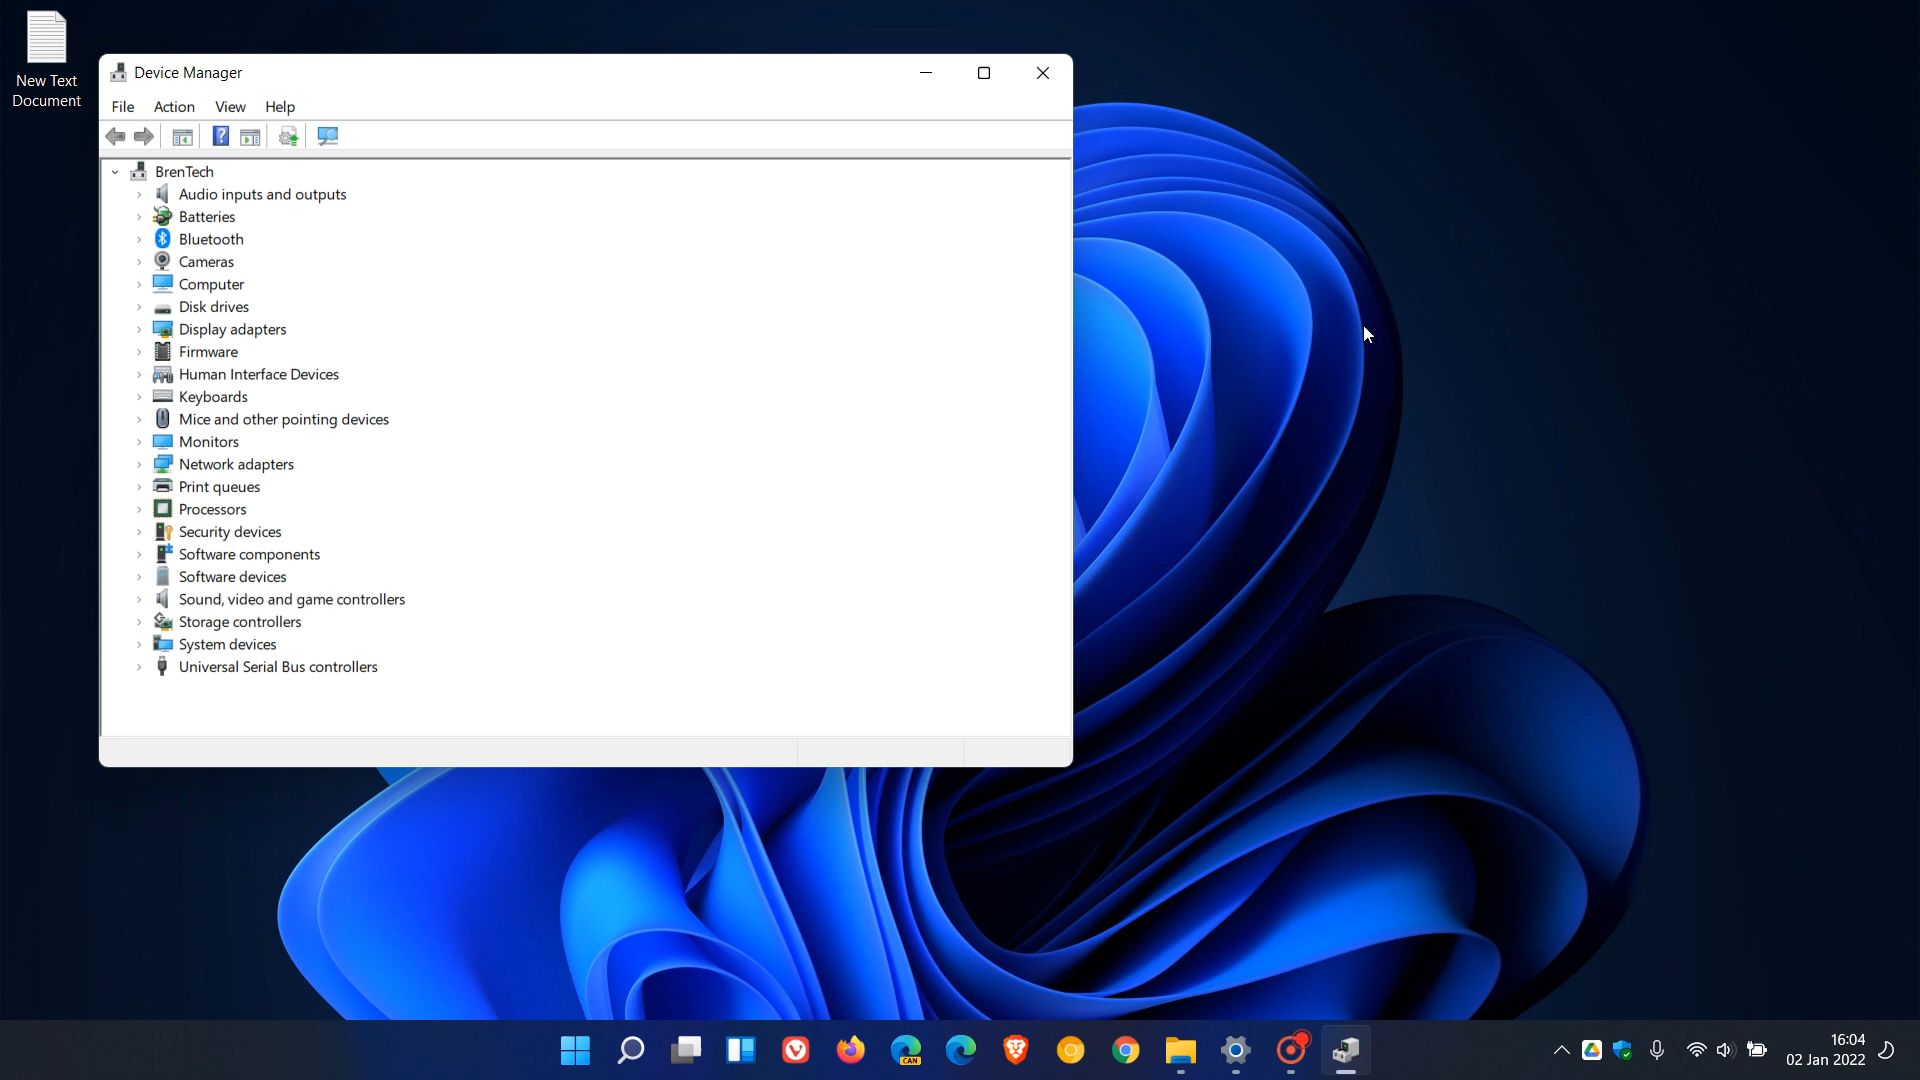 New Text
Document
Device Manager
File Action View Help
?
BrenTech
Audio inputs and outputs
Batteries
Bluetooth
Cameras
Computer
Disk drives
Display adapters
Firmware
Human Interface Devices
Keyboards
Mice and other pointing devices
Monitors
Network adapters
Print queues
Processors
Security devices
Software components
Software devices
Sound, video and game controllers
Storage controllers
System devices
Universal Serial Bus controllers
CAN
16:04
02 Jan 2022